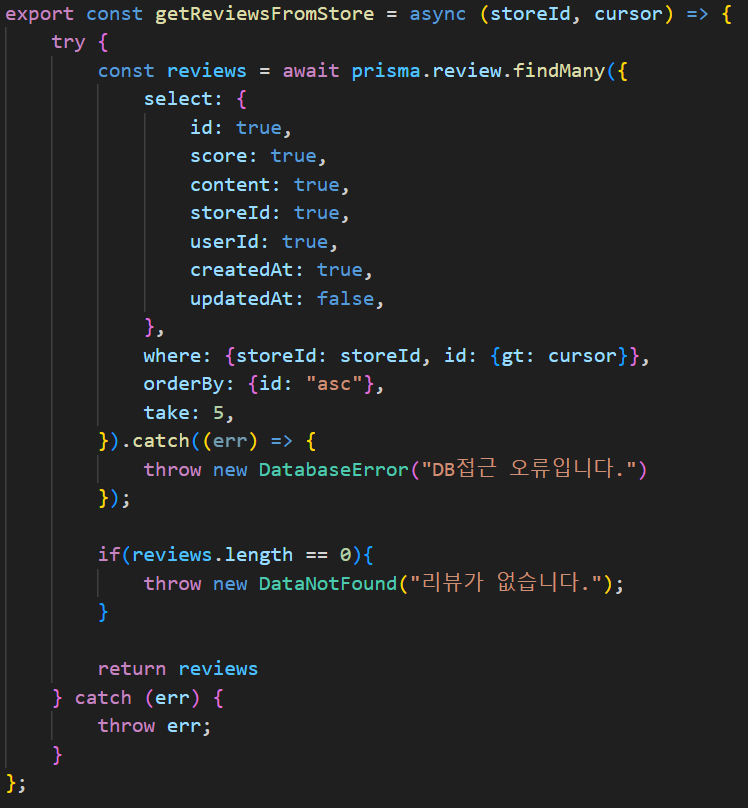 export const getReviewsFromStore = async (storeId, cursor) => {
    try {
        const reviews = await prisma.review.findMany({
            select: {
                id: true,
                score: true,
                content: true,
                storeId: true,
                userId: true,
                createdAt: true,
                updatedAt: false,
            },
            where: {storeId: storeId, id: {gt: cursor}},
            orderBy: {id: "asc"},
            take: 5,
        }).catch((err) => {
            throw new DatabaseError("DB접근 오류입니다.")
        });

        if(reviews.length == 0){
            throw new DataNotFound("리뷰가 없습니다.");
        }

        return reviews
    } catch (err) {
        throw err;
    }
};